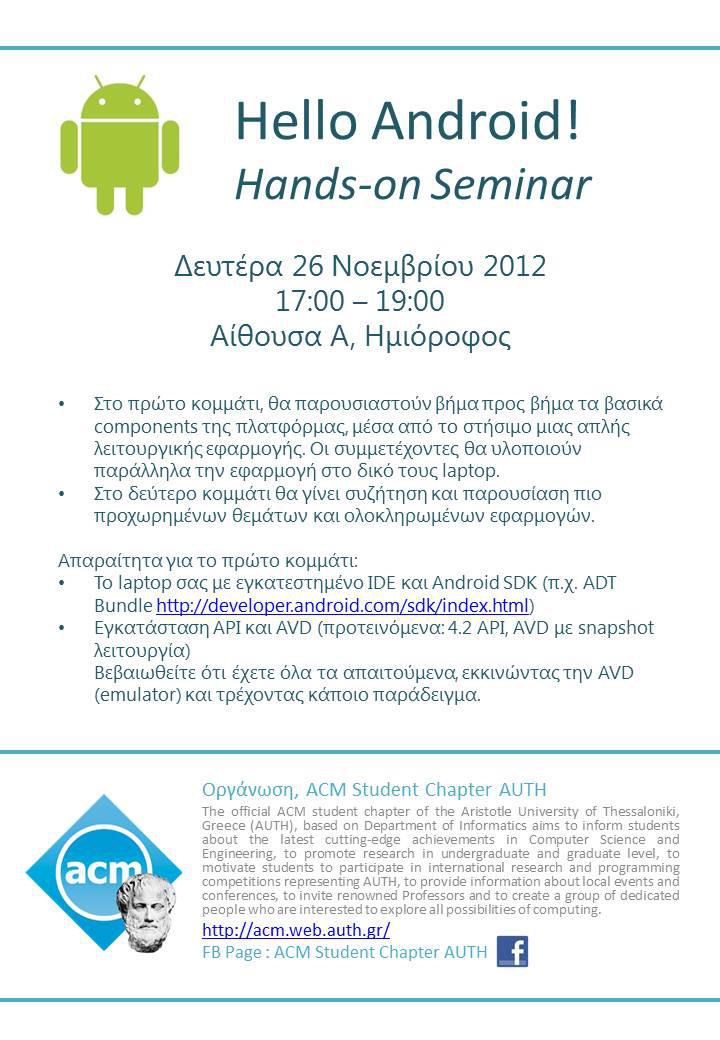 Hello Android!
Hands-on Seminar
Δευτέρα 26 Νοεμβρίου 2012
17:00 – 19:00
Αίθουσα Α, Ημιόροφος
• Στο πρώτο κομμάτι, θα παρουσιαστούν βήμα προς βήμα τα βασικά
components της πλατφόρμας, μέσα από το στήσιμο μιας απλής
λειτουργικής εφαρμογής. Οι συμμετέχοντες θα υλοποιούν
παράλληλα την εφαρμογή στο δικό τους laptop.
• Στο δεύτερο κομμάτι θα γίνει συζήτηση και παρουσίαση πιο
προχωρημένων θεμάτων και ολοκληρωμένων εφαρμογών.
Απαραίτητα για το πρώτο κομμάτι:
• Το laptop σας με εγκατεστημένο IDE και Android SDK (π.χ. ADT
Bundle http://developer.android.com/sdk/index.html)
• Εγκατάσταση API και AVD (προτεινόμενα: 4.2 API, AVD με snapshot
λειτουργία)
Βεβαιωθείτε ότι έχετε όλα τα απαιτούμενα, εκκινώντας την AVD
(emulator) και τρέχοντας κάποιο παράδειγμα.
acm
Οργάνωση, ACM Student Chapter AUTH
The official ACM student chapter of the Aristotle University of Thessaloniki,
Greece (AUTH), based on Department of Informatics aims to inform students
about the latest cutting-edge achievements in Computer Science and
Engineering, to promote research in undergraduate and graduate level, to
motivate students to participate in international research and programming
competitions representing AUTH, to provide information about local events and
conferences, to invite renowned Professors and to create a group of dedicated
people who are interested to explore all possibilities of computing.
http://acm.web.auth.gr/
FB Page : ACM Student Chapter AUTH f